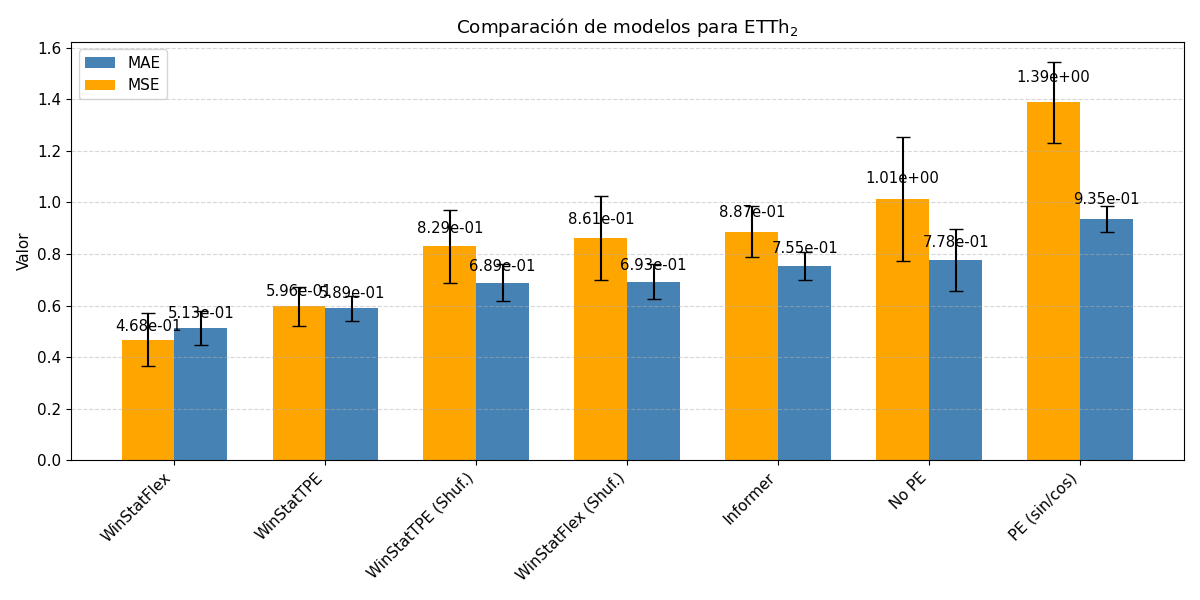 Comparación de modelos para ETTh₂
MAE
MSE
Valor
1.6
1.4
1.2
1.0
0.8
0.6
0.4
0.2
0.0
4.68e-01
5.13e-01
5.96e-01
5.89e-01
8.29e-01
6.89e-01
8.61e-01
6.93e-01
8.87e-01
7.55e-01
1.01e+00
7.78e-01
1.39e+00
9.35e-01
WinStatFlex
WinStatTPE
WinStatTPE (Shuf.)
WinStatFlex (Shuf.)
Informer
No PE
PE (sin/cos)